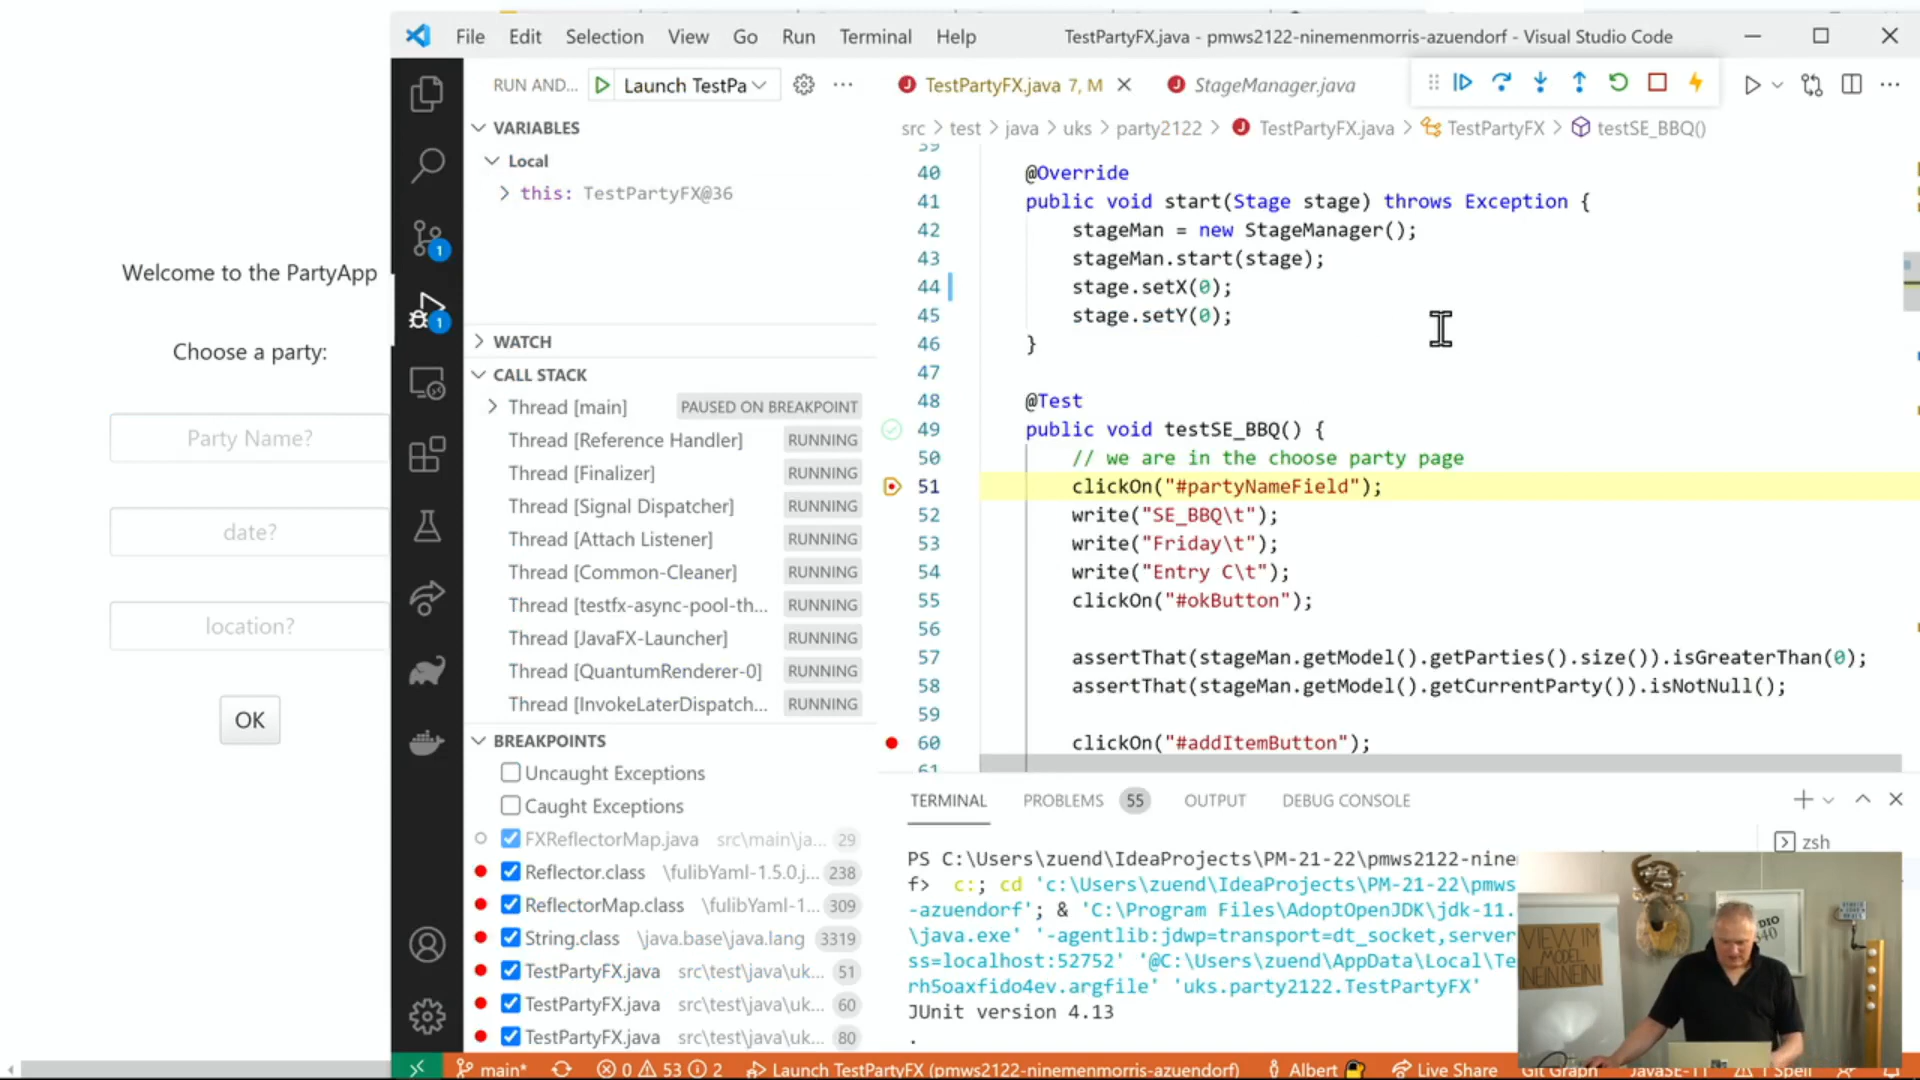 File Edit Selection View Go Run Terminal Help
TestPartyFX.java - pmws2122-ninemenmorris-azuendorf - Visual Studio Code
RUN AND... Launch TestPa
TestPartyFX.java 7, M
StageManager.java
src > test > java > uks > party2122 > TestPartyFX.java > TestPartyFX > testSE_BBQ()
Welcome to the PartyApp
Choose a party:
Party Name?
date?
location?
OK
VARIABLES
Local
this: TestPartyFX@36
WATCH
CALL STACK
Thread [main] PAUSED ON BREAKPOINT
Thread [Reference Handler] RUNNING
Thread [Finalizer] RUNNING
Thread [Signal Dispatcher] RUNNING
Thread [Attach Listener] RUNNING
Thread [Common-Cleaner] RUNNING
Thread [testfx-async-pool-th... RUNNING
Thread [JavaFX-Launcher] RUNNING
Thread [QuantumRenderer-0] RUNNING
Thread [InvokeLaterDispatch... RUNNING
BREAKPOINTS
Uncaught Exceptions
Caught Exceptions
FXReflectorMap.java src\main\ja... 29
Reflector.class \fulibYaml-1.5.0.j... 238
ReflectorMap.class \fulibYaml-1... 309
String.class \java.base\java.lang 3319
TestPartyFX.java src\test\java\uk... 51
TestPartyFX.java src\test\java\uk... 60
TestPartyFX.java src\test\java\uk... 80
39
40 @Override
41 public void start(Stage stage) throws Exception {
42 stageMan = new StageManager();
43 stageMan.start(stage);
44 stage.setX(0);
45 stage.setY(0);
46 }
47
48 @Test
49 public void testSE_BBQ() {
50 // we are in the choose party page
51 clickOn("#partyNameField");
52 write("SE_BBQ\t");
53 write("Friday\t");
54 write("Entry C\t");
55 clickOn("#okButton");
56
57 assertThat(stageMan.getModel().getParties().size()).isGreaterThan(0);
58 assertThat(stageMan.getModel().getCurrentParty()).isNotNull();
59
60 clickOn("#addItemButton");
61
TERMINAL PROBLEMS 55 OUTPUT DEBUG CONSOLE
zsh
PS C:\Users\zuend\IdeaProjects\PM-21-22\pmws2122-nine
f> c:; cd 'c:\Users\zuend\IdeaProjects\PM-21-22\pmws
-azuendorf'; & 'C:\Program Files\AdoptOpenJDK\jdk-11.
\java.exe' '-agentlib:jdwp=transport=dt_socket,server
ss=localhost:52752' '@C:\Users\zuend\AppData\Local\Te
rh5oaxfido4ev.argfile' 'uks.party2122.TestPartyFX'
JUnit version 4.13
.
VIEW IM
MODEL
NEIN NEIN!
main* 0 53 2 Launch TestPartyFX (pmws2122-ninemenmorris-azuendorf) Albert Live Share Git Graph JavaSE-11 1 Spell